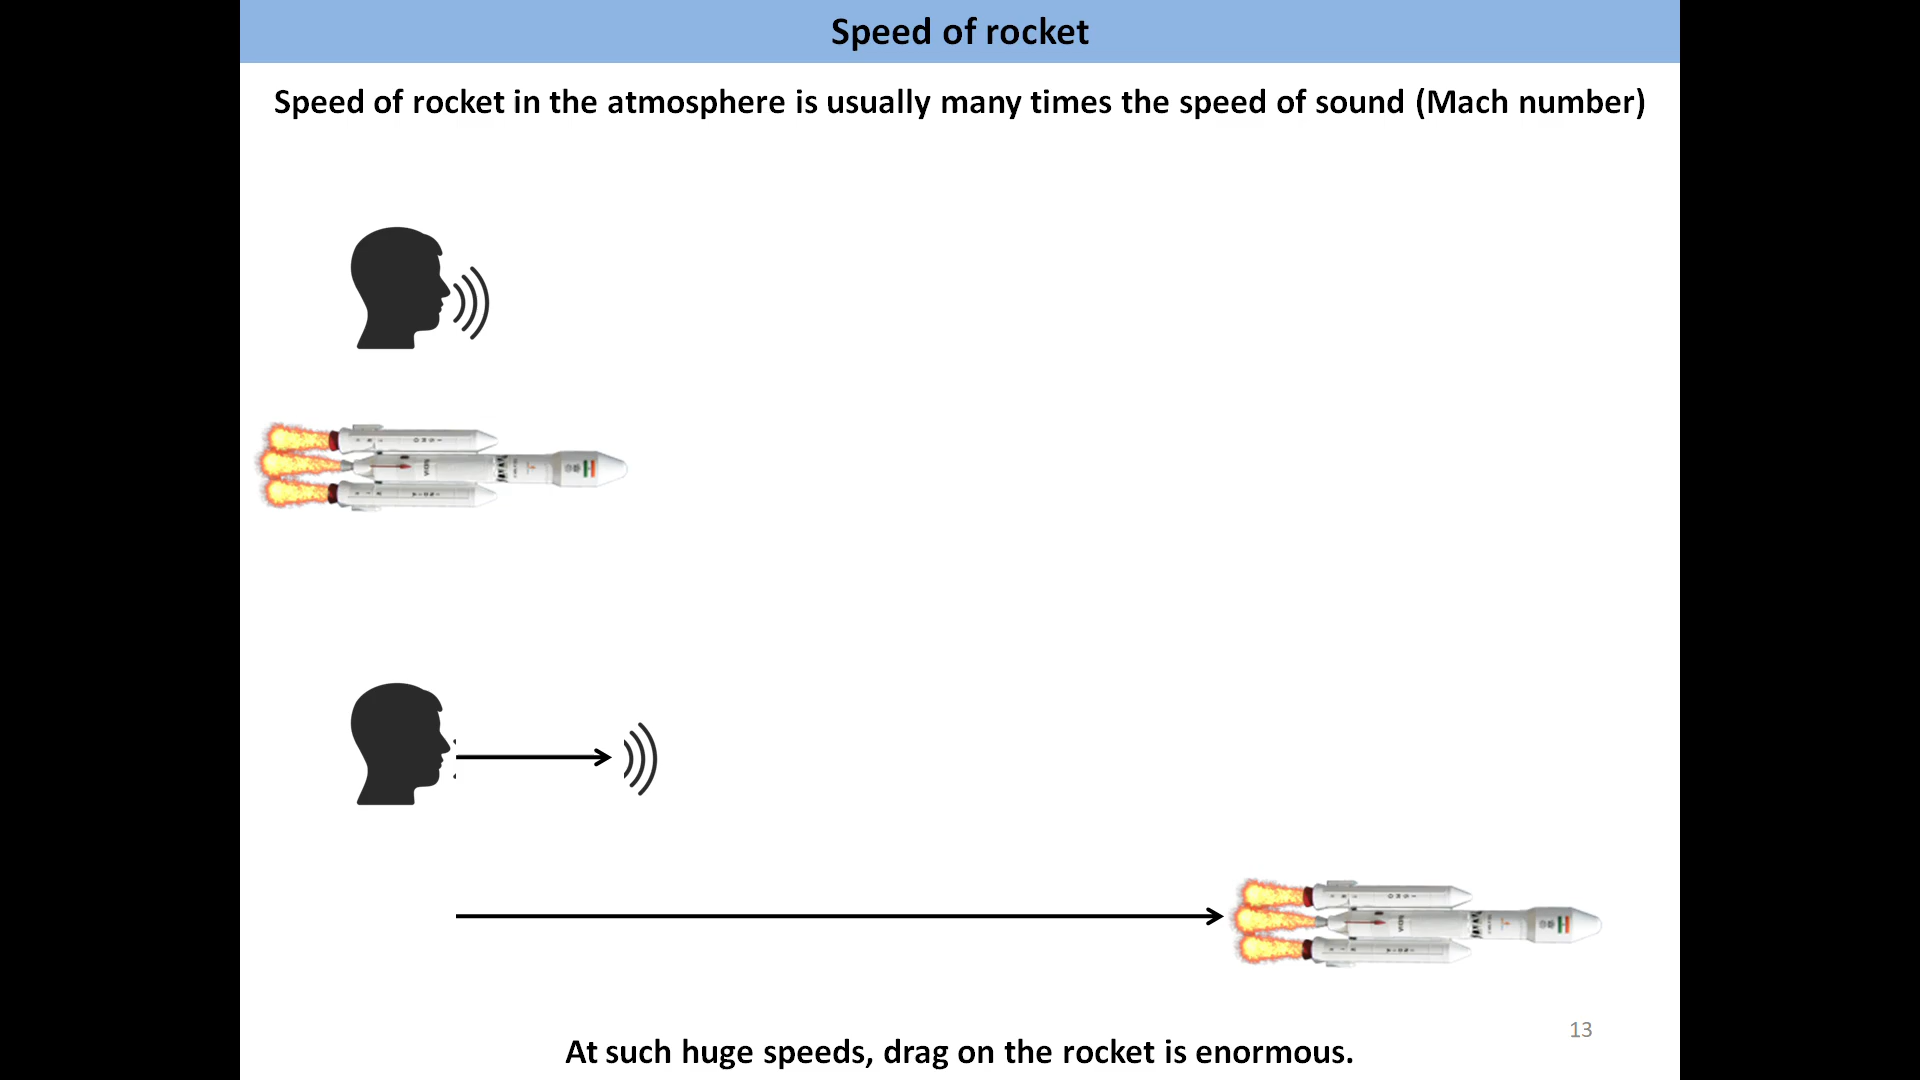 Speed of rocket
Speed of rocket in the atmosphere is usually many times the speed of sound (Mach number)
At such huge speeds, drag on the rocket is enormous.
13